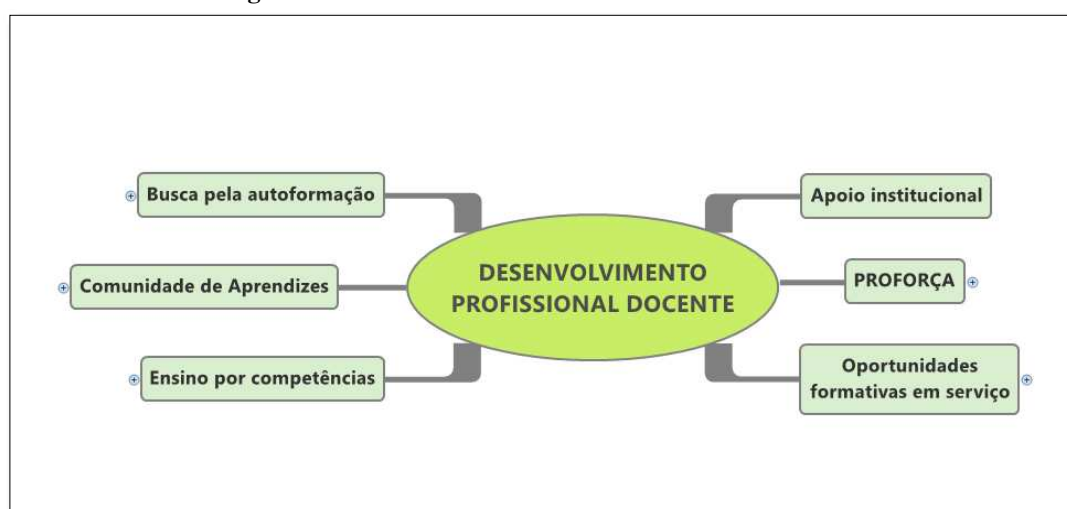 Busca pela autoformação
Comunidade de Aprendizes
Ensino por competências
DESENVOLVIMENTO
PROFISSIONAL DOCENTE
Apoio institucional
PROFORÇA
Oportunidades
formativas em serviço